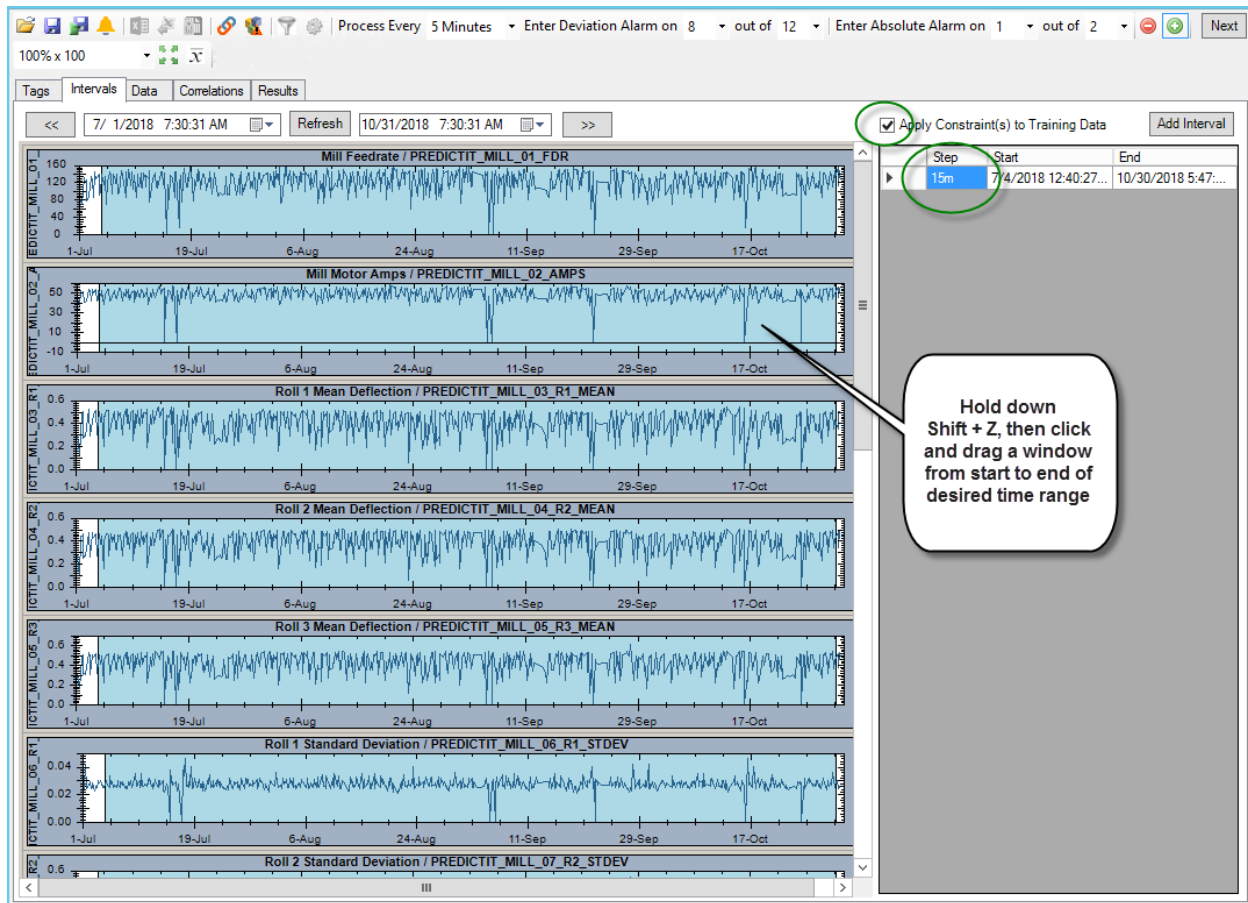 Process Every 5 Minutes Enter Deviation Alarm on 8 out of 12 Enter Absolute Alarm on 1 out of 2 Next
100% x 100 x
Tags Intervals Data Correlations Results
<< 7/ 1/2018 7:30:31 AM Refresh 10/31/2018 7:30:31 AM >> Apply Constraint(s) to Training Data Add Interval
Step Start End
15m 7/4/2018 12:40:27... 10/30/2018 5:47:...
Mill Feedrate / PREDICTIT_MILL_01_FDR
EDICTIT_MILL_01_
160
120
80
40
0
1-Jul 19-Jul 6-Aug 24-Aug 11-Sep 29-Sep 17-Oct
Mill Motor Amps / PREDICTIT_MILL_02_AMPS
EDICTIT_MILL_02_A
50
30
10
-10
1-Jul 19-Jul 6-Aug 24-Aug 11-Sep 29-Sep 17-Oct
Roll 1 Mean Deflection / PREDICTIT_MILL_03_R1_MEAN
ICTIT_MILL_03_R1
0.6
0.4
0.2
0.0
1-Jul 19-Jul 6-Aug 24-Aug 11-Sep 29-Sep 17-Oct
Roll 2 Mean Deflection / PREDICTIT_MILL_04_R2_MEAN
ICTIT_MILL_04_R2
0.6
0.4
0.2
0.0
1-Jul 19-Jul 6-Aug 24-Aug 11-Sep 29-Sep 17-Oct
Roll 3 Mean Deflection / PREDICTIT_MILL_05_R3_MEAN
ICTIT_MILL_05_R3
0.6
0.4
0.2
0.0
1-Jul 19-Jul 6-Aug 24-Aug 11-Sep 29-Sep 17-Oct
Roll 1 Standard Deviation / PREDICTIT_MILL_06_R1_STDEV
ICTIT_MILL_06_R1_
0.04
0.02
0.00
1-Jul 19-Jul 6-Aug 24-Aug 11-Sep 29-Sep 17-Oct
Roll 2 Standard Deviation / PREDICTIT_MILL_07_R2_STDEV
R2_
0.6
Hold down
Shift + Z, then click
and drag a window
from start to end of
desired time range